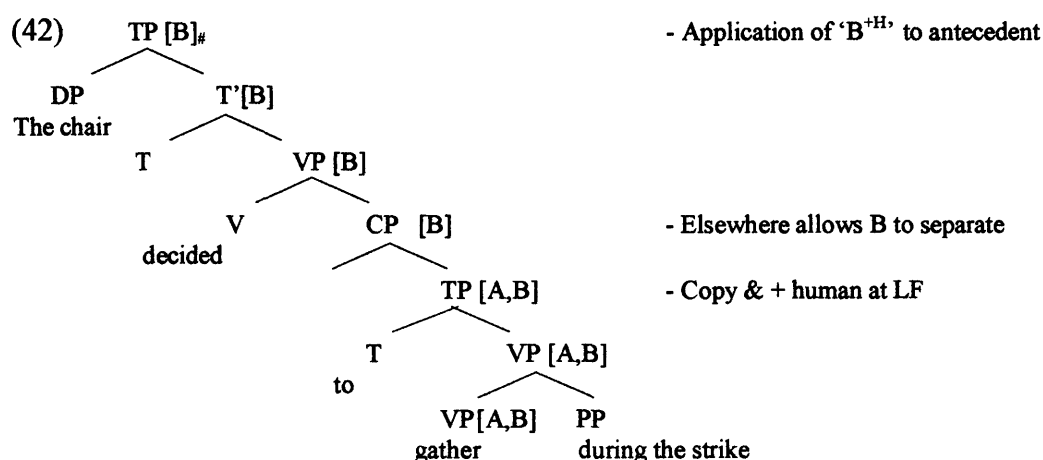 (42) TP [B]# - Application of ‘B+H’ to antecedent
DP T’[B]
The chair
T VP [B]
V CP [B] - Elsewhere allows B to separate
decided
TP [A,B] - Copy & + human at LF
T VP [A,B]
to
VP[A,B] PP
gather during the strike